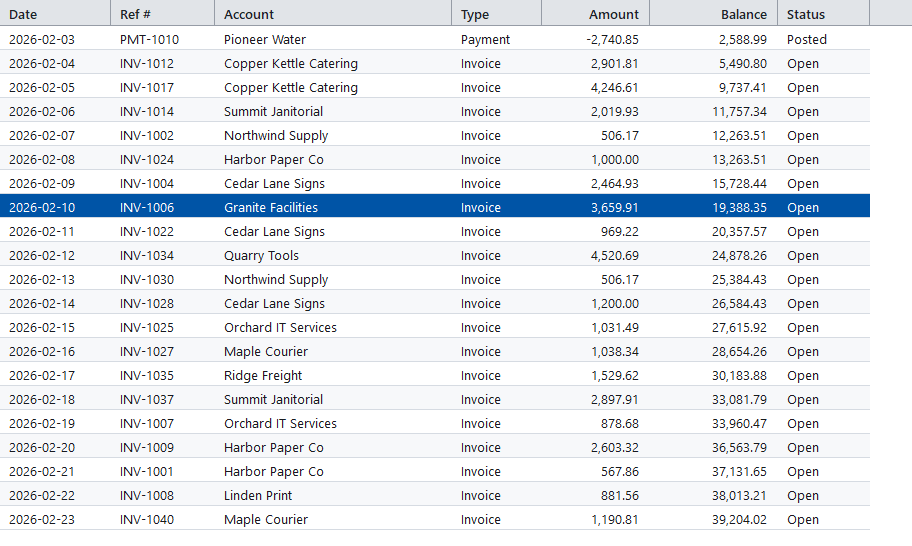 Date Ref # Account Type Amount Balance Status
2026-02-03 PMT-1010 Pioneer Water Payment -2,740.85 2,588.99 Posted
2026-02-04 INV-1012 Copper Kettle Catering Invoice 2,901.81 5,490.80 Open
2026-02-05 INV-1017 Copper Kettle Catering Invoice 4,246.61 9,737.41 Open
2026-02-06 INV-1014 Summit Janitorial Invoice 2,019.93 11,757.34 Open
2026-02-07 INV-1002 Northwind Supply Invoice 506.17 12,263.51 Open
2026-02-08 INV-1024 Harbor Paper Co Invoice 1,000.00 13,263.51 Open
2026-02-09 INV-1004 Cedar Lane Signs Invoice 2,464.93 15,728.44 Open
2026-02-10 INV-1006 Granite Facilities Invoice 3,659.91 19,388.35 Open
2026-02-11 INV-1022 Cedar Lane Signs Invoice 969.22 20,357.57 Open
2026-02-12 INV-1034 Quarry Tools Invoice 4,520.69 24,878.26 Open
2026-02-13 INV-1030 Northwind Supply Invoice 506.17 25,384.43 Open
2026-02-14 INV-1028 Cedar Lane Signs Invoice 1,200.00 26,584.43 Open
2026-02-15 INV-1025 Orchard IT Services Invoice 1,031.49 27,615.92 Open
2026-02-16 INV-1027 Maple Courier Invoice 1,038.34 28,654.26 Open
2026-02-17 INV-1035 Ridge Freight Invoice 1,529.62 30,183.88 Open
2026-02-18 INV-1037 Summit Janitorial Invoice 2,897.91 33,081.79 Open
2026-02-19 INV-1007 Orchard IT Services Invoice 878.68 33,960.47 Open
2026-02-20 INV-1009 Harbor Paper Co Invoice 2,603.32 36,563.79 Open
2026-02-21 INV-1001 Harbor Paper Co Invoice 567.86 37,131.65 Open
2026-02-22 INV-1008 Linden Print Invoice 881.56 38,013.21 Open
2026-02-23 INV-1040 Maple Courier Invoice 1,190.81 39,204.02 Open